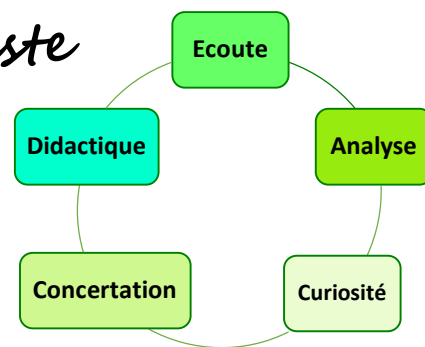 Ecoute
Didactique
Analyse
Concertation
Curiosité